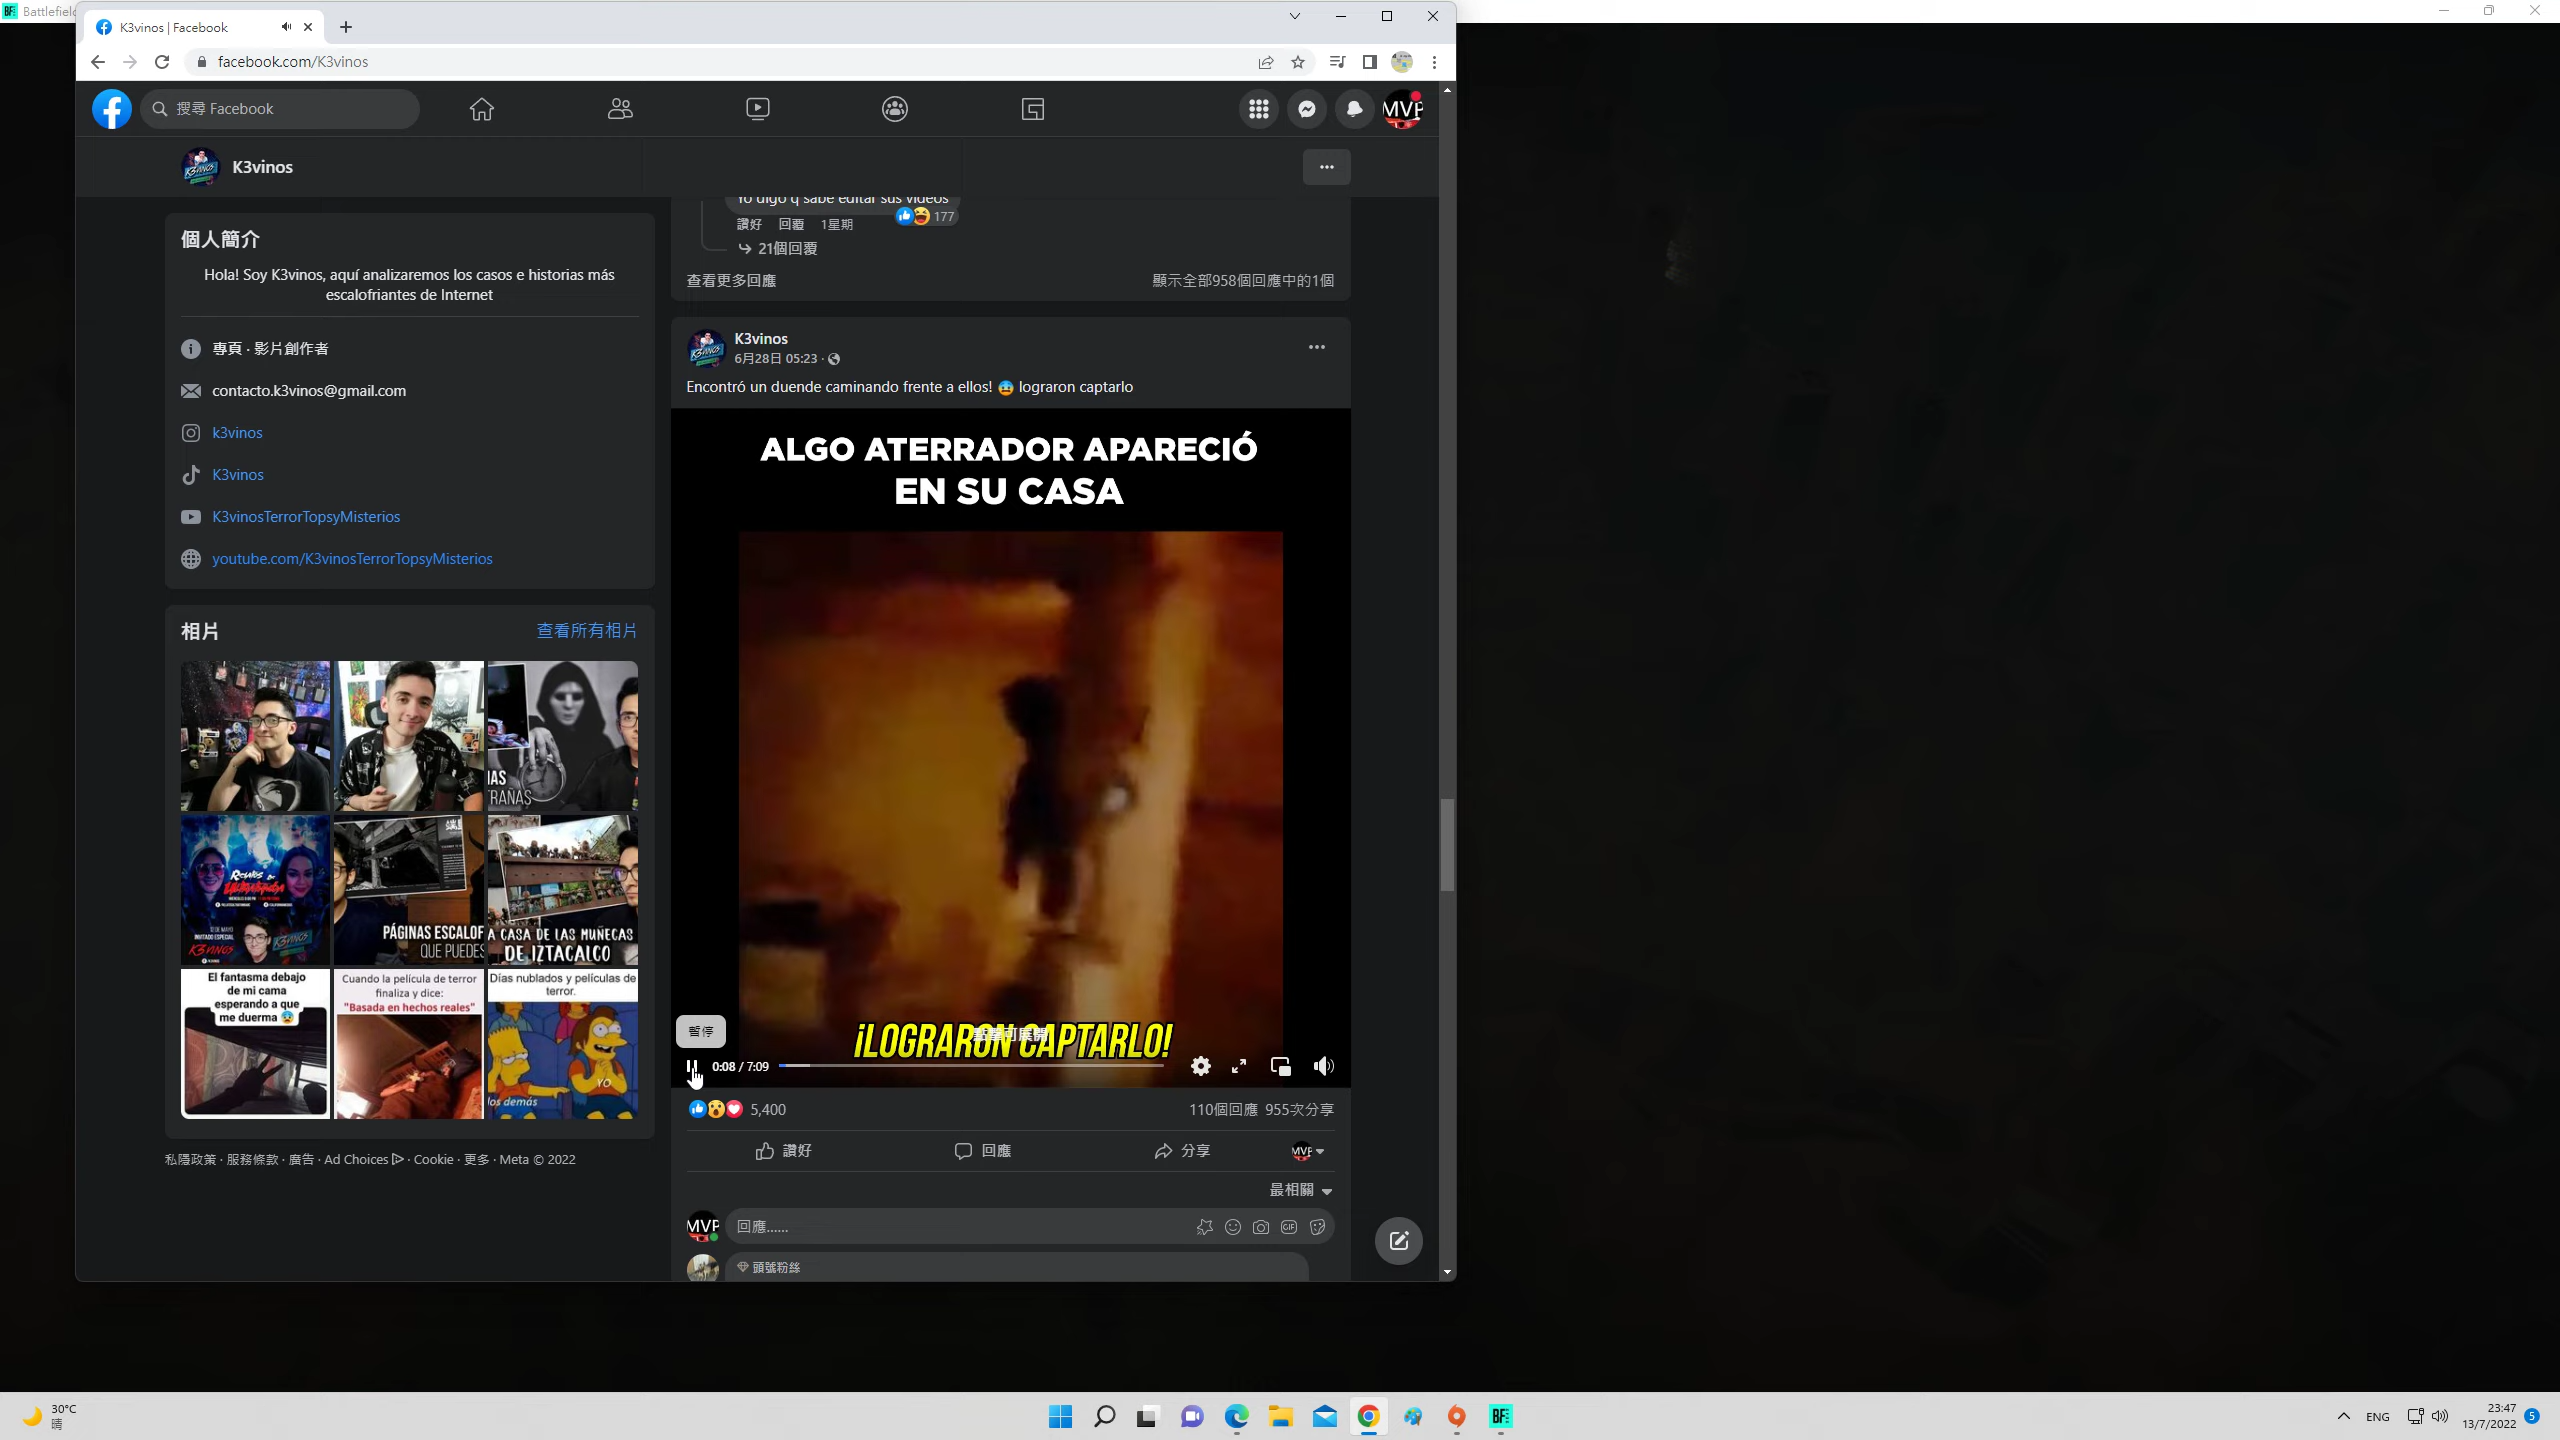 Battlefield
K3vinos | Facebook
facebook.com/K3vinos
搜尋 Facebook
MVP
K3vinos
Yo digo q sabe editar sus videos
讚好 回覆 1星期 177
21個回覆
查看更多回應 顯示全部958個回應中的1個
個人簡介
Hola! Soy K3vinos, aquí analizaremos los casos e historias más
escalofriantes de Internet
專頁 · 影片創作者
contacto.k3vinos@gmail.com
k3vinos
K3vinos
K3vinosTerrorTopsyMisterios
youtube.com/K3vinosTerrorTopsyMisterios
相片 查看所有相片
PÁGINAS ESCALOF
QUE PUEDES
A CASA DE LAS MUÑECAS
DE IZTACALCO
El fantasma debajo
de mi cama
esperando a que
me duerma
Cuando la película de terror
finaliza y dice:
"Basada en hechos reales"
Días nublados y películas de
terror.
YO
los demás
私隱政策 · 服務條款 · 廣告 · Ad Choices · Cookie · 更多 · Meta © 2022
K3vinos
6月28日 05:23 ·
Encontró un duende caminando frente a ellos! 😰 lograron captarlo
ALGO ATERRADOR APARECIÓ
EN SU CASA
¡LOGRARON CAPTARLO!
點擊可展開
暫停
0:08 / 7:09
5,400 110個回應 955次分享
讚好 回應 分享
最相關
MVP 回應......
GIF
頭號粉絲
30°C
晴
ENG
23:47
13/7/2022
5